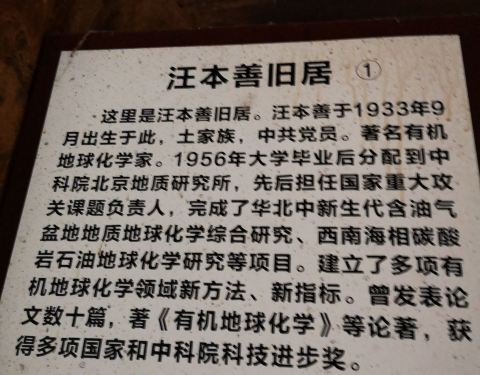 汪本善旧居 ①
这里是汪本善旧居。汪本善于1933年9
月出生于此，土家族，中共党员。著名有机
地球化学家。1956年大学毕业后分配到中
科院北京地质研究所，先后担任国家重大攻
关课题负责人，完成了华北中新生代含油气
盆地地质地球化学综合研究、西南海相碳酸
岩石油地球化学研究等项目。建立了多项有
机地球化学领域新方法、新指标。曾发表论
文数十篇，著《有机地球化学》等论著，获
得多项国家和中科院科技进步奖。